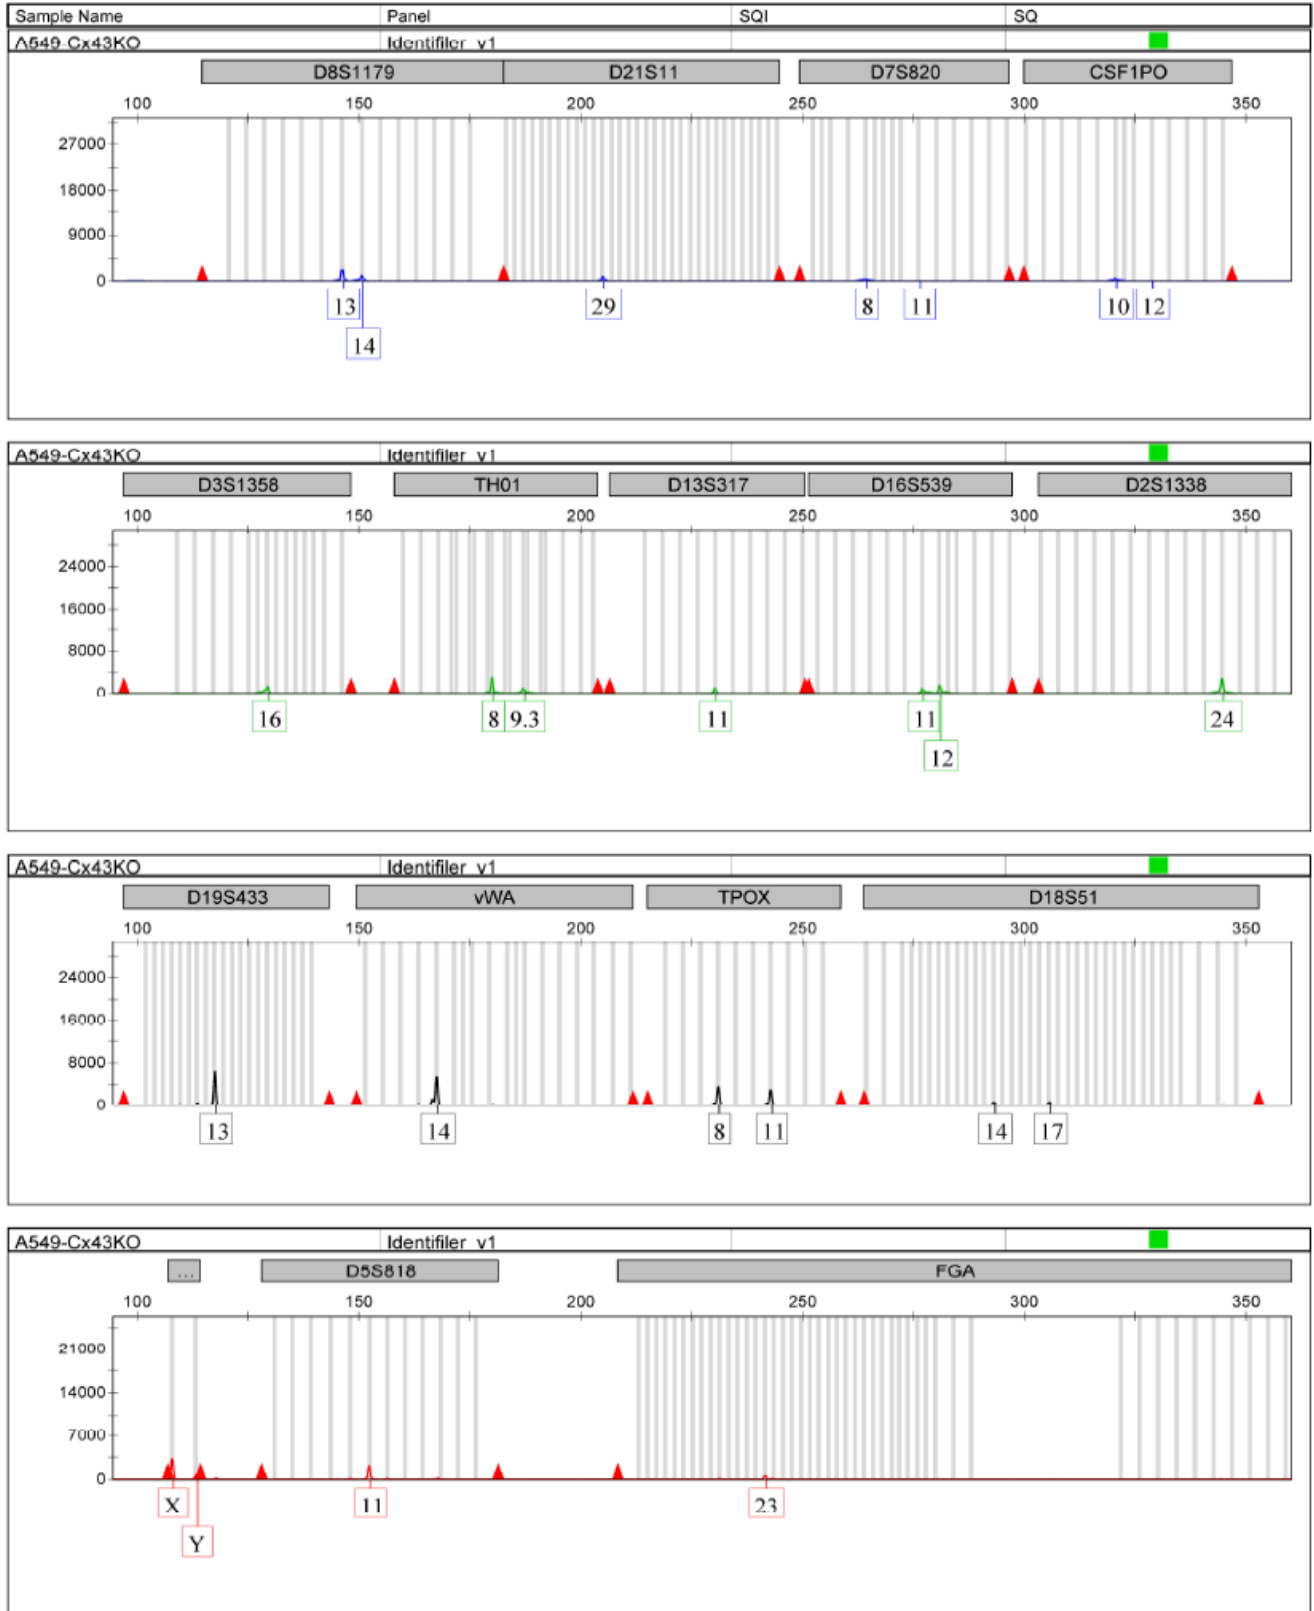 Sample Name Panel SQI SQ
A549-Cx43KO Identifiler_v1
D8S1179 D21S11 D7S820 CSF1PO
100 150 200 250 300 350
27000
18000
9000
0
13 29 8 11 10 12
14
A549-Cx43KO Identifiler_v1
D3S1358 TH01 D13S317 D16S539 D2S1338
100 150 200 250 300 350
24000
16000
8000
0
16 8 9.3 11 11 24
12
A549-Cx43KO Identifiler_v1
D19S433 vWA TPOX D18S51
100 150 200 250 300 350
24000
16000
8000
0
13 14 8 11 14 17
A549-Cx43KO Identifiler_v1
... D5S818 FGA
100 150 200 250 300 350
21000
14000
7000
0
X 11 23
Y